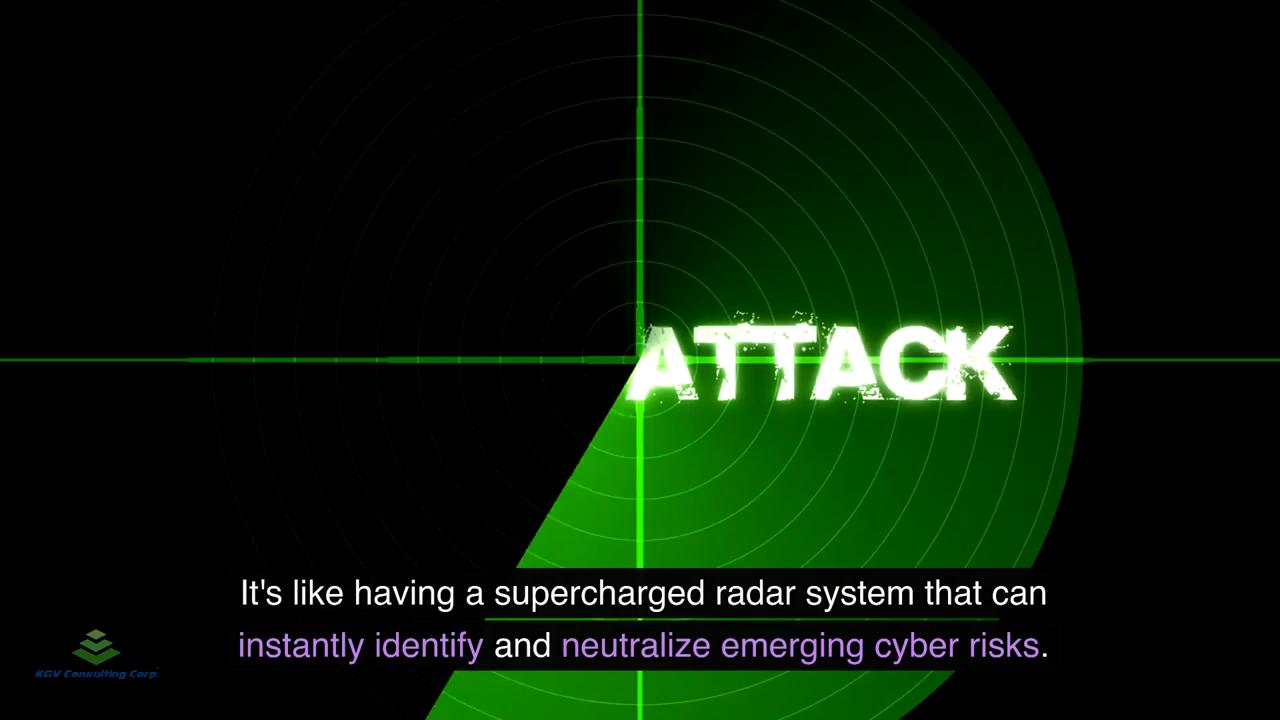 ATTACK
It's like having a supercharged radar system that can
instantly identify and neutralize emerging cyber risks.
KGV Consulting Corp.